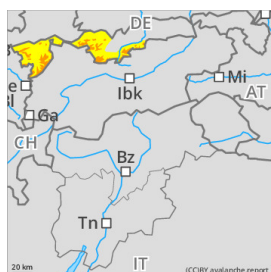 DE
Mi
Ibk
AT
Ga
CH
Bz
Tn
20 km
IT
(CC)BY avalanche report